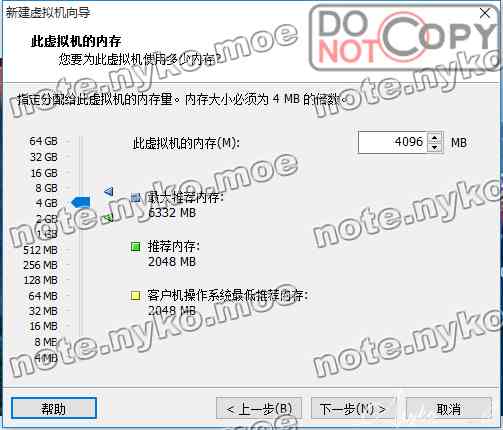 新建虚拟机向导
DO NOT COPY
此虚拟机的内存
您要为此虚拟机使用多少内存?
note.nyko.moe
指定分配给此虚拟机的内存量。内存大小必须为 4 MB 的倍数。
note.nyko.moe
64 GB
32 GB
16 GB
8 GB
4 GB
2 GB
1 GB
512 MB
256 MB
128 MB
64 MB
32 MB
16 MB
8 MB
4 MB
此虚拟机的内存(M):
4096 MB
note.nyko.moe
note.nyko.moe
最大推荐内存:
6332 MB
note.nyko.moe
note.nyko.moe
推荐内存:
2048 MB
客户机操作系统最低推荐内存:
2048 MB
note.nyko.moe
note.nyko.moe
帮助
< 上一步(B)
下一步(N) >
取消